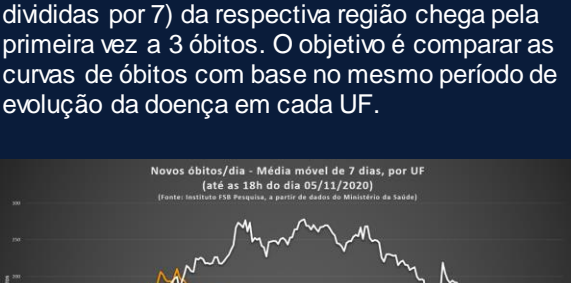 divididas por 7) da respectiva região chega pela
primeira vez a 3 óbitos. O objetivo é comparar as
curvas de óbitos com base no mesmo período de
evolução da doença em cada UF.
Novos óbitos/dia - Média móvel de 7 dias, por UF
(até as 18h do dia 05/11/2020)
(Fonte: Instituto FSB Pesquisa, a partir de dados do Ministério da Saúde)
300
250
200